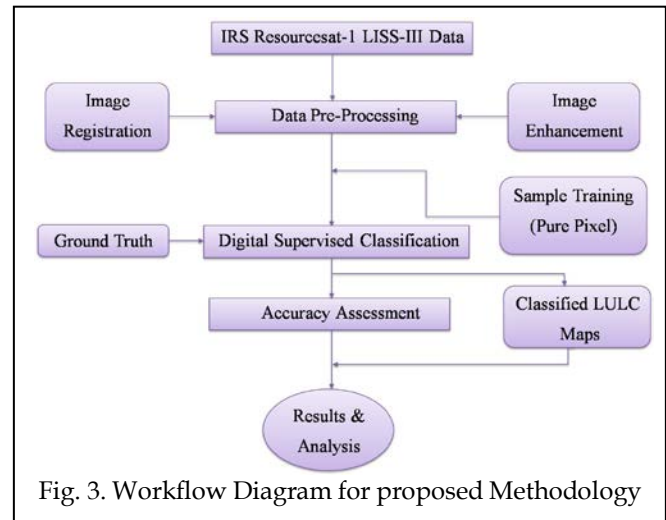 IRS Resourcesat-1 LISS-III Data
Image
Registration
Data Pre-Processing
Image
Enhancement
Sample Training
(Pure Pixel)
Ground Truth
Digital Supervised Classification
Accuracy Assessment
Classified LULC
Maps
Results &
Analysis
Fig. 3. Workflow Diagram for proposed Methodology